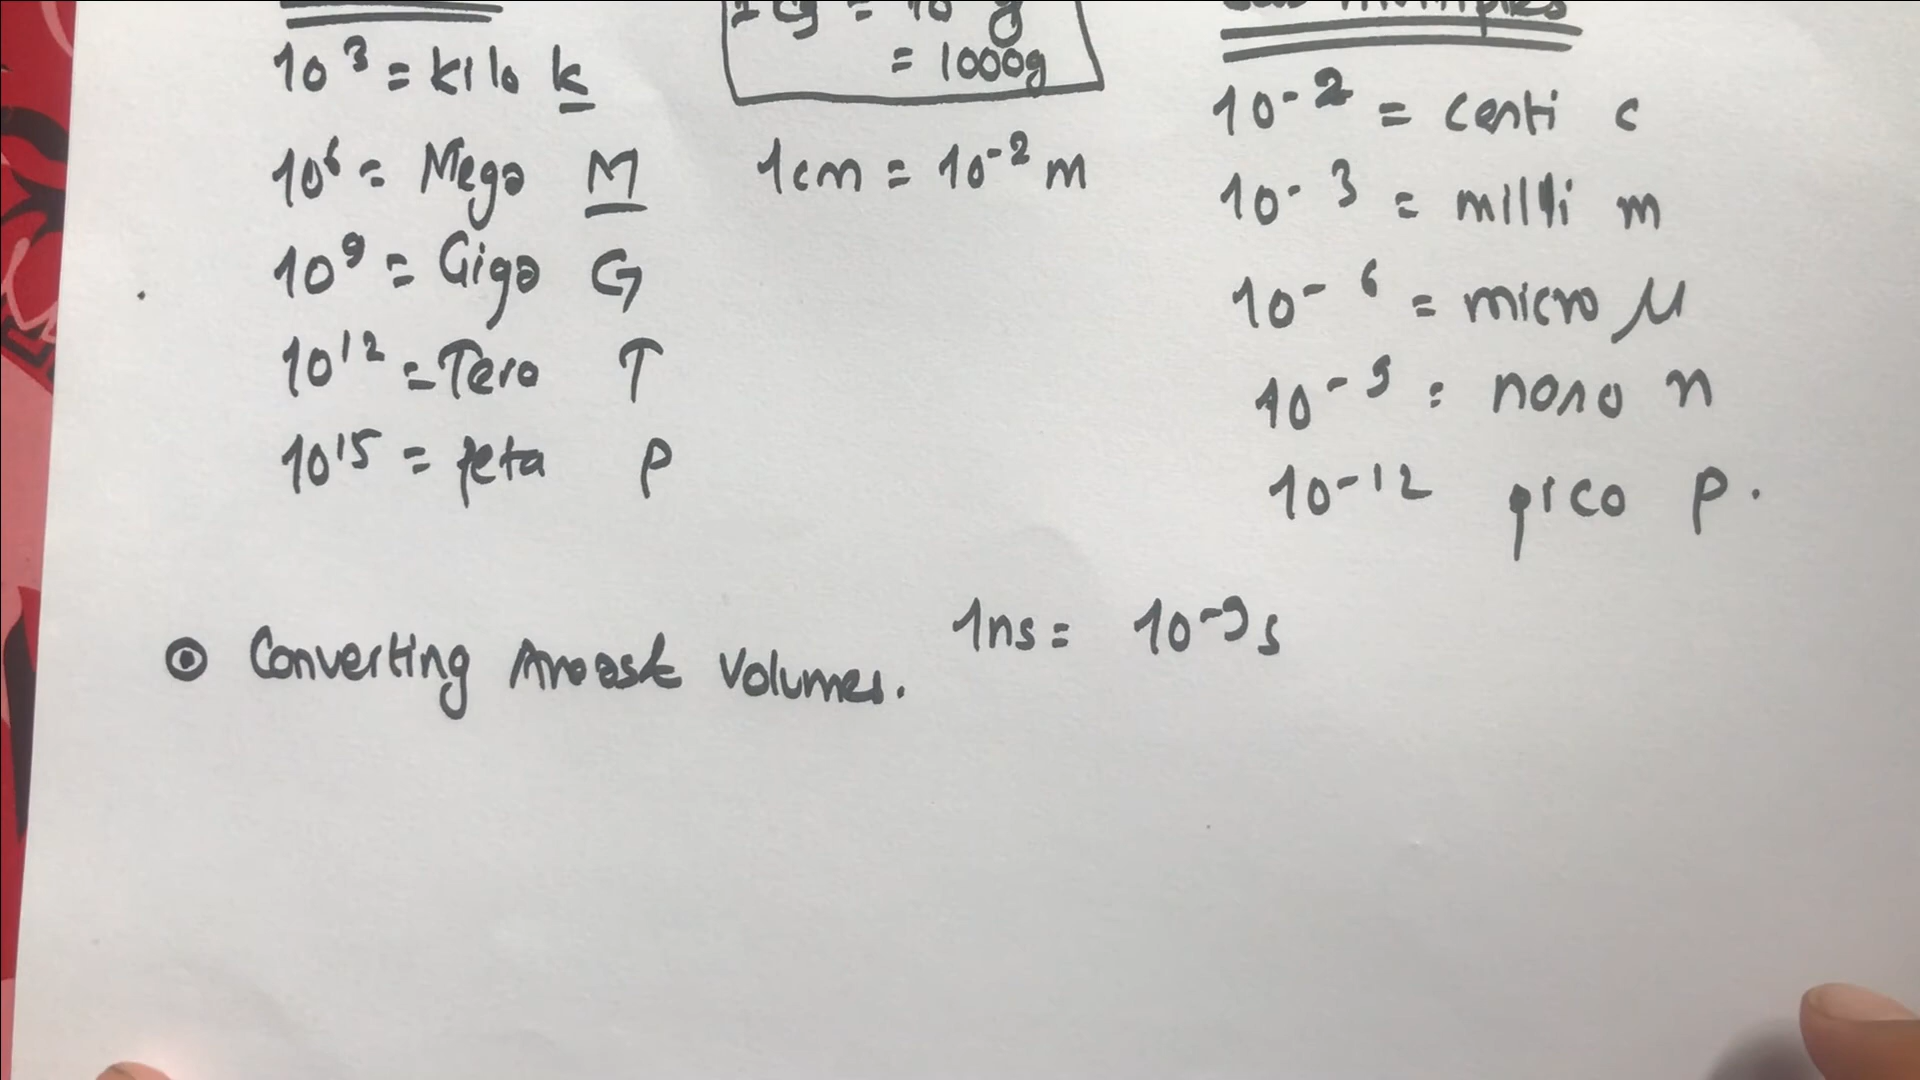 = 1000g
10³ = kilo k
10⁶ = Mega M
10⁹ = Giga G
10¹² = Tera T
10¹⁵ = peta P
1cm = 10⁻² m
10⁻² = centi c
10⁻³ = milli m
10⁻⁶ = micro μ
10⁻⁹ = nano n
10⁻¹² pico p.
1ns = 10⁻⁹s
Converting Areas & Volumes.